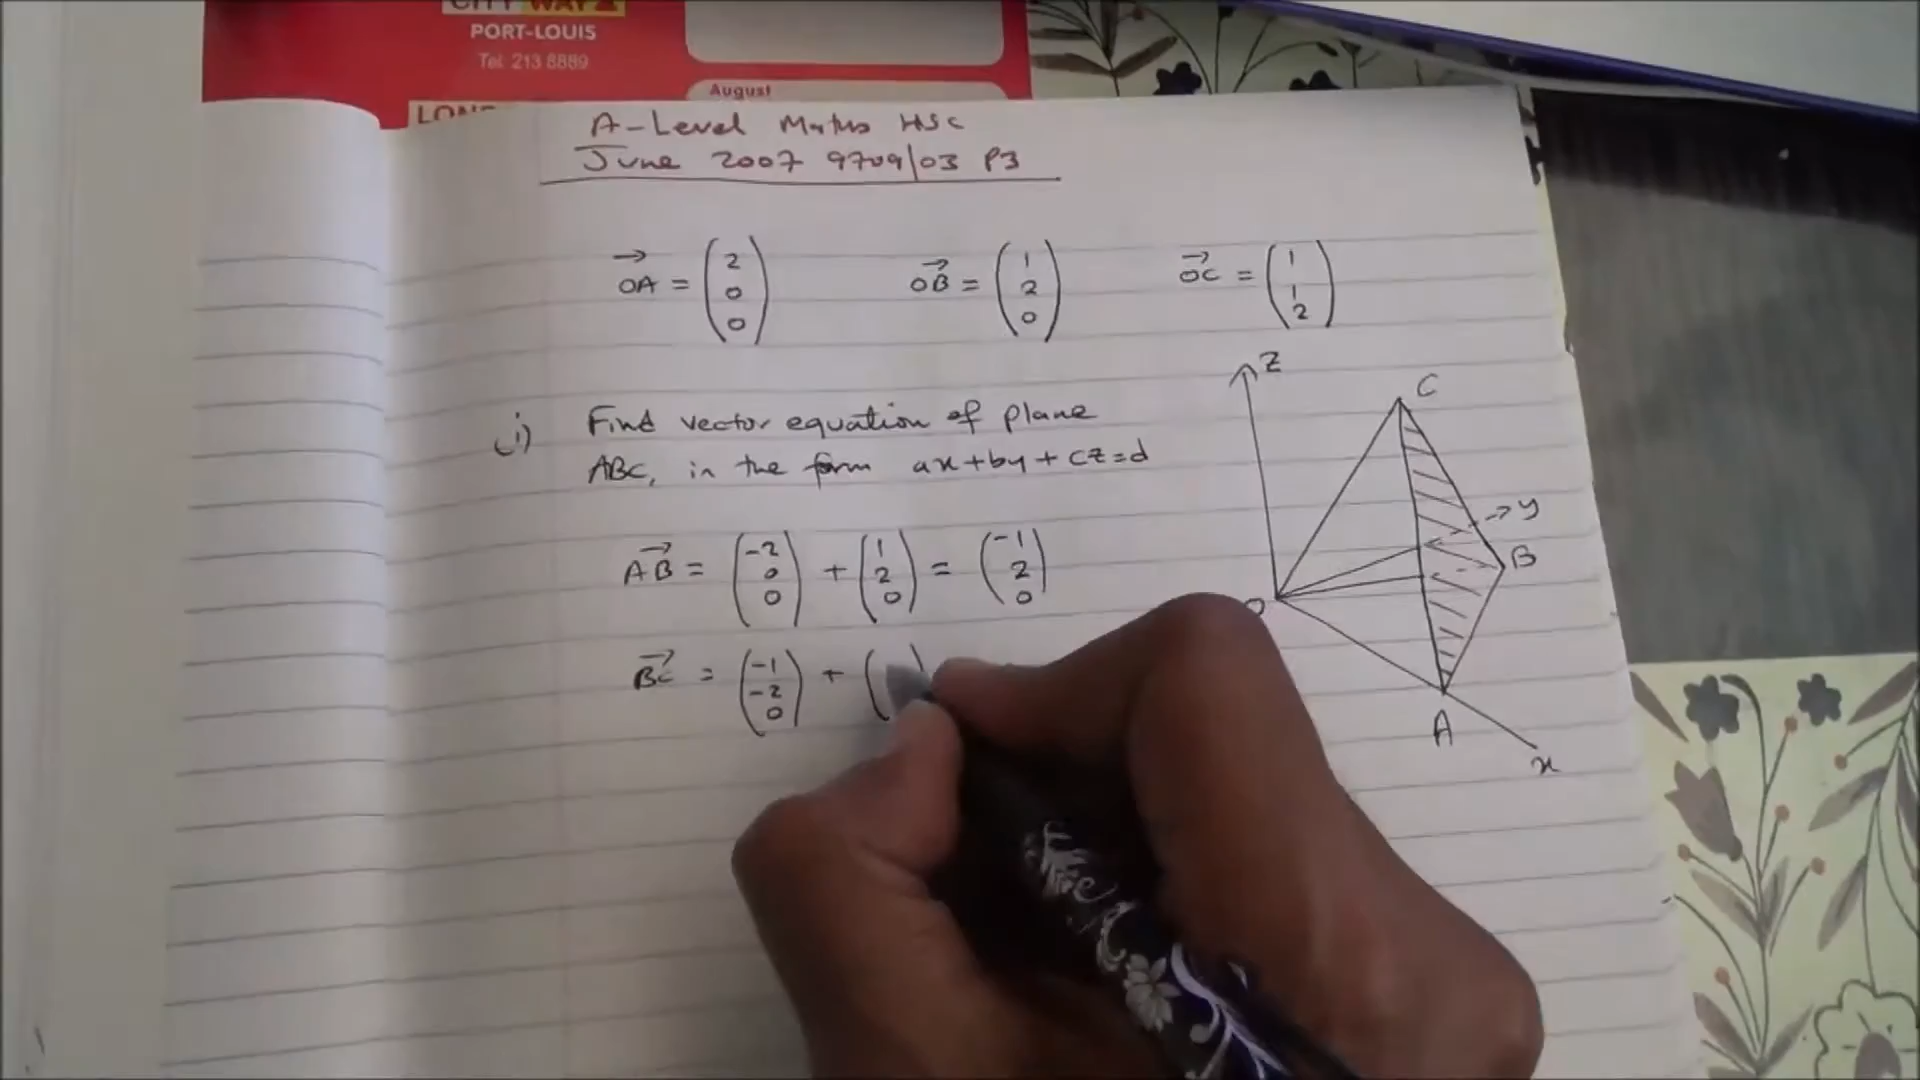 CITY WAY
PORT-LOUIS
Tel. 213 8889
August
A-Level Maths HSC
June 2007 9709/03 P3
→ → →
OA = (2 0 0) OB = (1 2 0) OC = (1 1 2)
z
C
i) Find vector equation of plane
ABC, in the form ax+by+cz=d
y
→
AB = (-2 0 0) + (1 2 0) = (-1 2 0)
B
→
BC = (-1 -2 0) + (
A
x